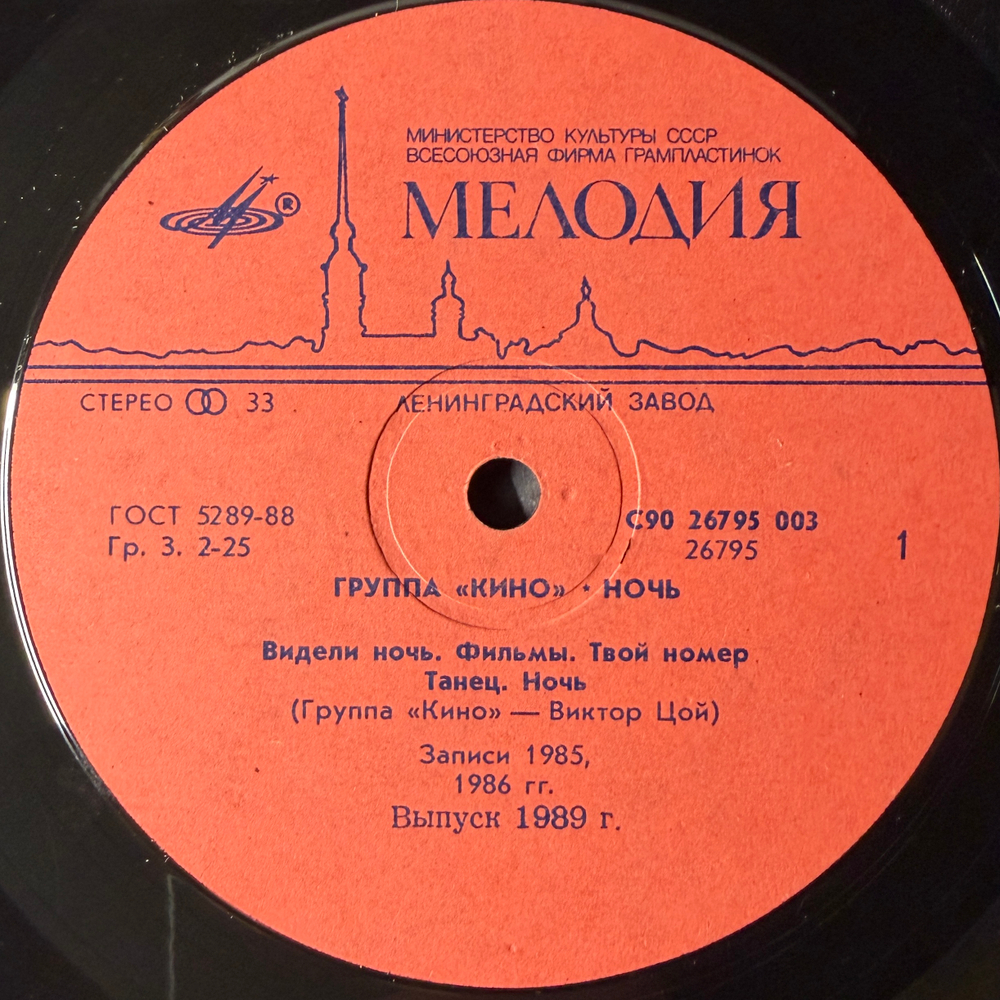 МИНИСТЕРСТВО КУЛЬТУРЫ СССР
ВСЕСОЮЗНАЯ ФИРМА ГРАМПЛАСТИНОК
МЕЛОДИЯ
®
СТЕРЕО 33
ЛЕНИНГРАДСКИЙ ЗАВОД
ГОСТ 5289-88
Гр. 3. 2-25
С90 26795 003
26795
1
ГРУППА «КИНО» · НОЧЬ
Видели ночь. Фильмы. Твой номер
Танец. Ночь
(Группа «Кино» — Виктор Цой)
Записи 1985,
1986 гг.
Выпуск 1989 г.